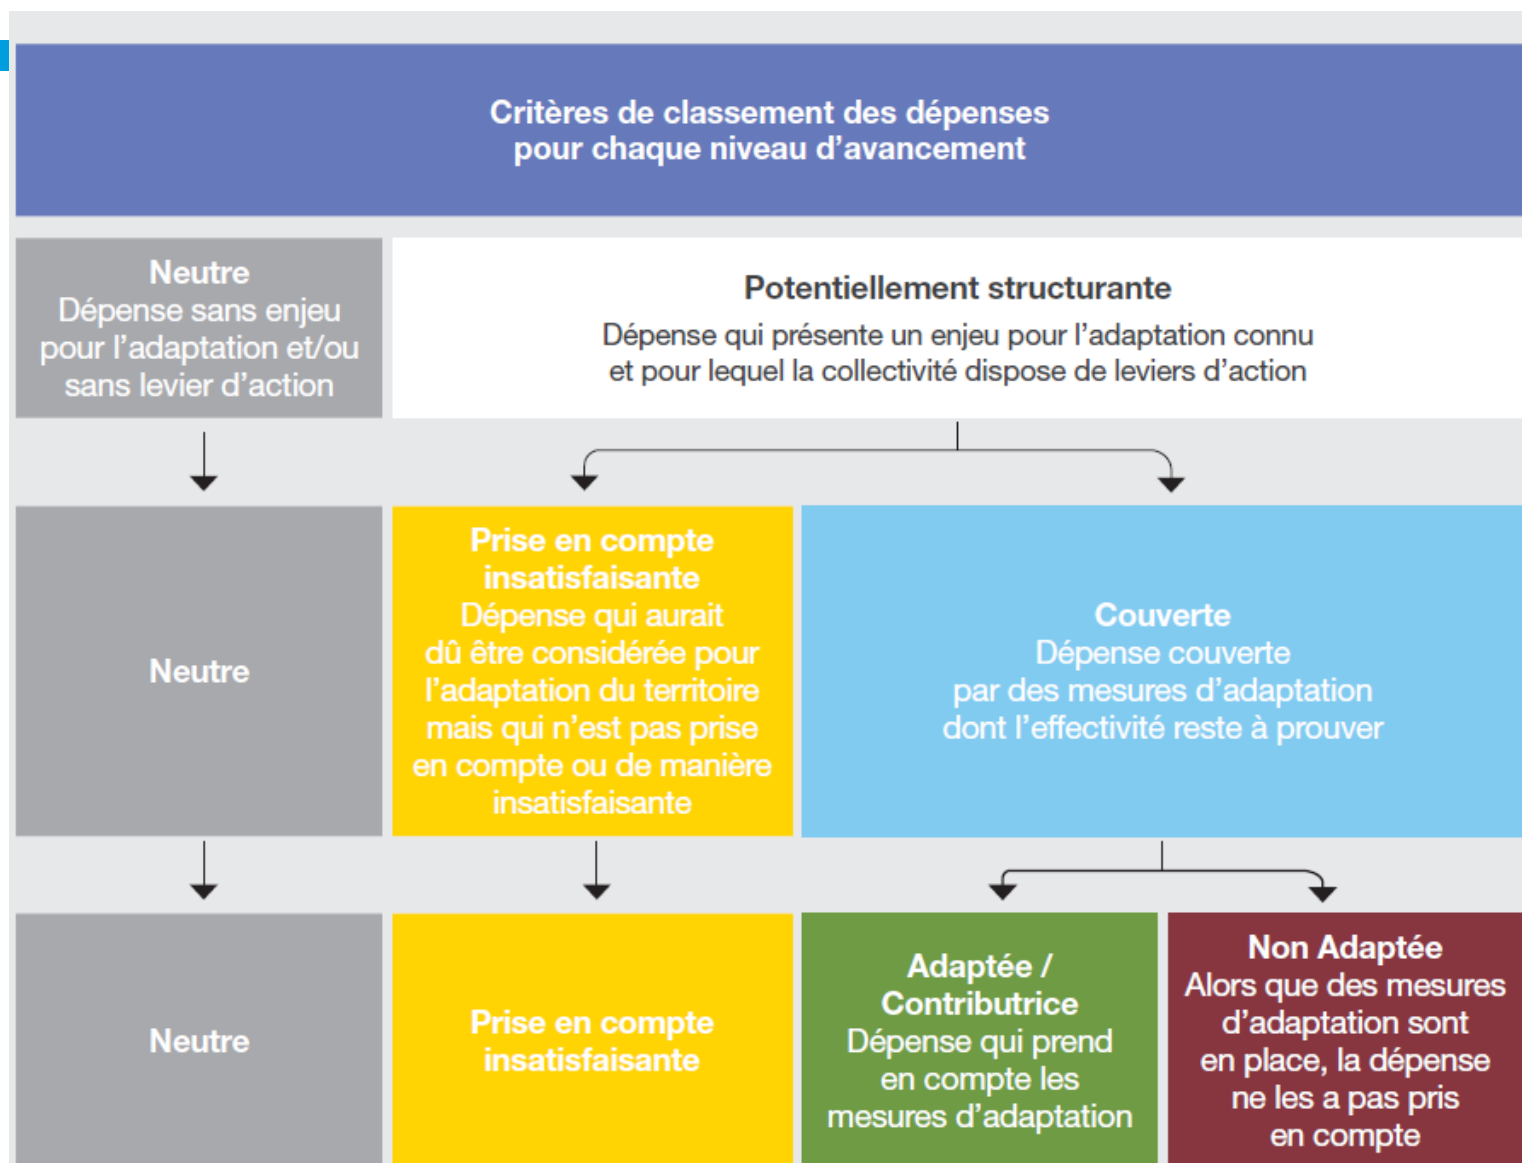 Critères de classement des dépenses
pour chaque niveau d’avancement
Neutre
Dépense sans enjeu
pour l’adaptation et/ou
sans levier d’action
Potentiellement structurante
Dépense qui présente un enjeu pour l’adaptation connu
et pour lequel la collectivité dispose de leviers d’action
Neutre
Prise en compte
insatisfaisante
Dépense qui aurait
dû être considérée pour
l’adaptation du territoire
mais qui n’est pas prise
en compte ou de manière
insatisfaisante
Couverte
Dépense couverte
par des mesures d’adaptation
dont l’effectivité reste à prouver
Neutre
Prise en compte
insatisfaisante
Adaptée /
Contributrice
Dépense qui prend
en compte les
mesures d’adaptation
Non Adaptée
Alors que des mesures
d’adaptation sont
en place, la dépense
ne les a pas pris
en compte